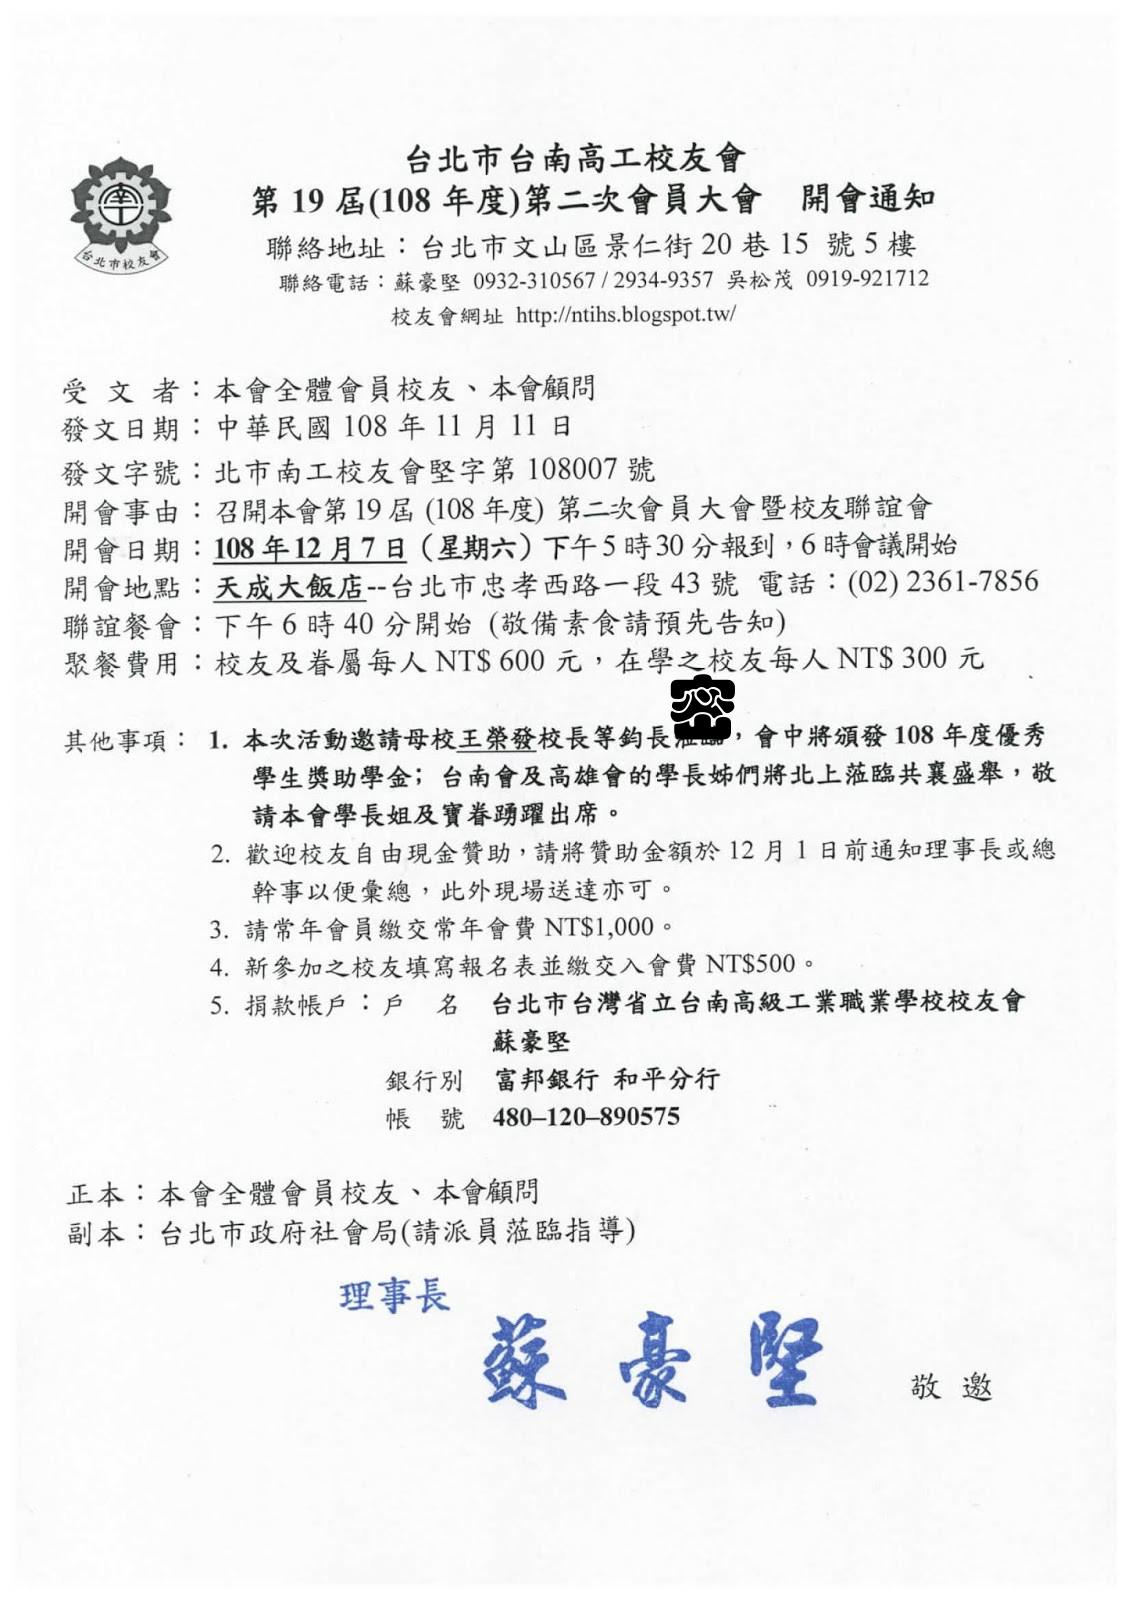 台北市台南高工校友會
第 19 屆(108 年度)第二次會員大會 開會通知
聯絡地址：台北市文山區景仁街 20 巷 15 號 5 樓
聯絡電話：蘇豪堅 0932-310567 / 2934-9357 吳松茂 0919-921712
校友會網址 http://ntihs.blogspot.tw/
台北市校友會
受 文 者：本會全體會員校友、本會顧問
發文日期：中華民國 108 年 11 月 11 日
發文字號：北市南工校友會堅字第 108007 號
開會事由：召開本會第 19 屆 (108 年度) 第二次會員大會暨校友聯誼會
開會日期：108 年 12 月 7 日（星期六）下午 5 時 30 分報到，6 時會議開始
開會地點：天成大飯店--台北市忠孝西路一段 43 號 電話：(02) 2361-7856
聯誼餐會：下午 6 時 40 分開始 (敬備素食請預先告知)
聚餐費用：校友及眷屬每人 NT$ 600 元，在學之校友每人 NT$ 300 元
其他事項： 1. 本次活動邀請母校王榮發校長等鈞長，會中將頒發 108 年度優秀
學生獎助學金；台南會及高雄會的學長姊們將北上蒞臨共襄盛舉，敬
請本會學長姐及寶眷踴躍出席。
2. 歡迎校友自由現金贊助，請將贊助金額於 12 月 1 日前通知理事長或總
幹事以便彙總，此外現場送達亦可。
3. 請常年會員繳交常年會費 NT$1,000。
4. 新參加之校友填寫報名表並繳交入會費 NT$500。
5. 捐款帳戶：戶 名 台北市台灣省立台南高級工業職業學校校友會
蘇豪堅
銀行別 富邦銀行 和平分行
帳 號 480–120–890575
正本：本會全體會員校友、本會顧問
副本：台北市政府社會局(請派員蒞臨指導)
理事長
蘇 豪 堅 敬 邀